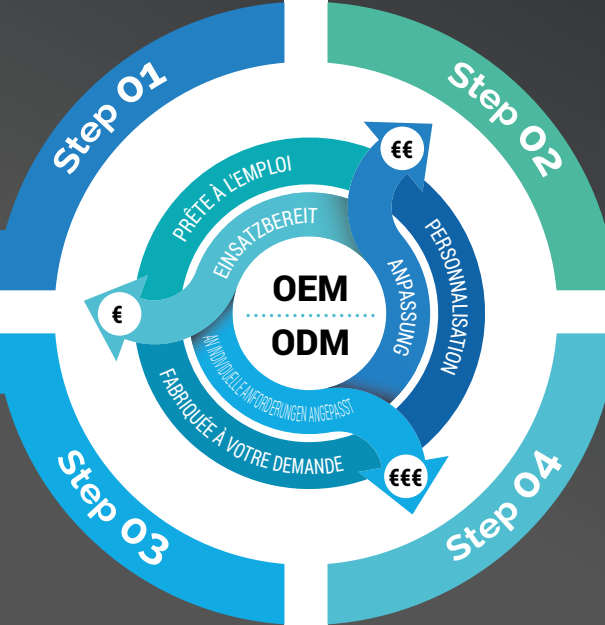 Step 01
Step 02
€€
PRÊTE À L'EMPLOI
EINSATZBEREIT
PERSONNALISATION
ANPASSUNG
€
OEM
ODM
AN INDIVIDUELLE ANFORDERUNGEN ANGEPASST
FABRIQUÉE À VOTRE DEMANDE
€€€
Step 03
Step 04